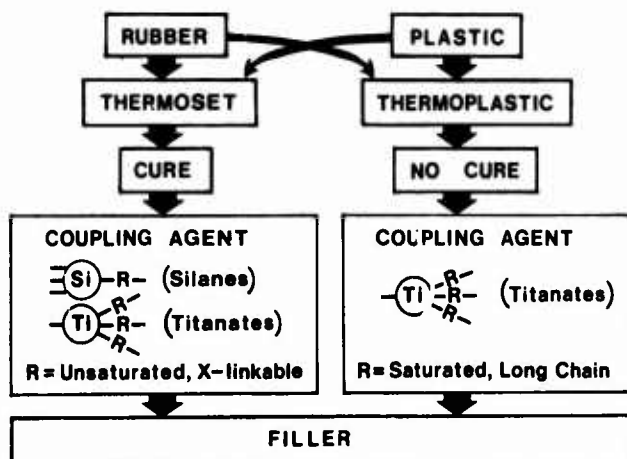 RUBBER
PLASTIC
THERMOSET
THERMOPLASTIC
CURE
NO CURE
COUPLING AGENT
Si R (Silanes)
Ti R R R (Titanates)
R = Unsaturated, X-linkable
COUPLING AGENT
Ti R R R (Titanates)
R = Saturated, Long Chain
FILLER